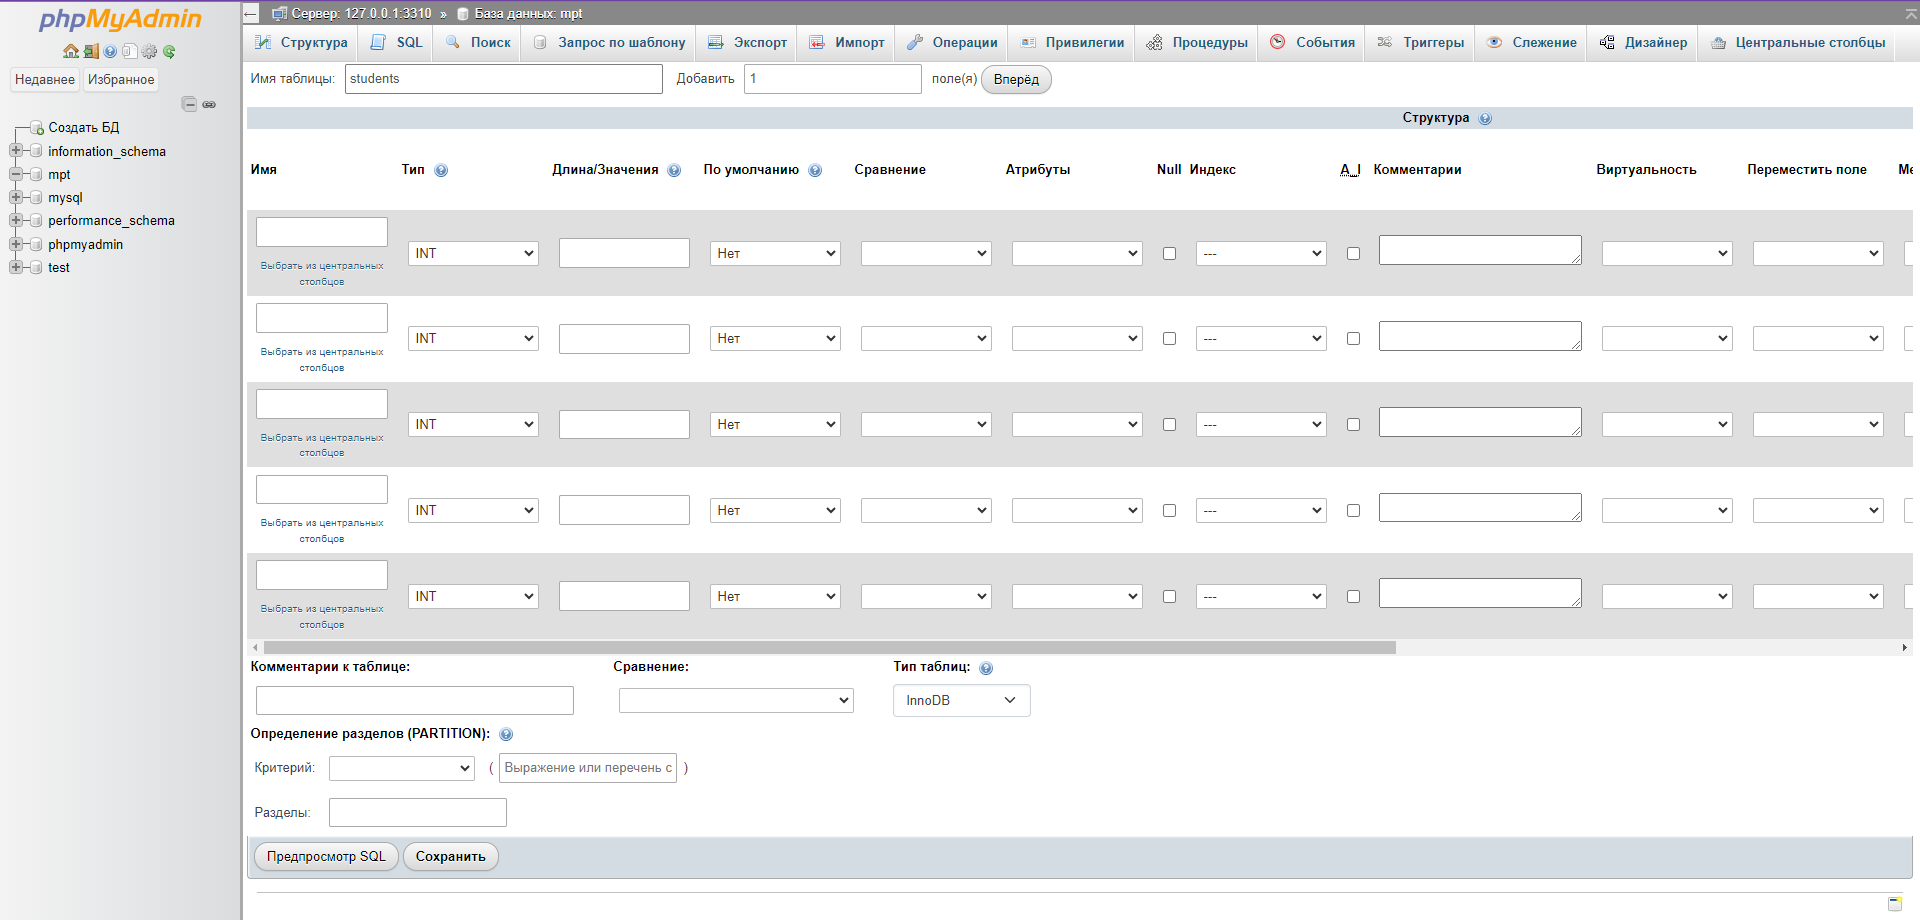 phpMyAdmin
Недавнее Избранное
Создать БД
information_schema
mpt
mysql
performance_schema
phpmyadmin
test
← Сервер: 127.0.0.1:3310 » База данных: mpt
Структура SQL Поиск Запрос по шаблону Экспорт Импорт Операции Привилегии Процедуры События Триггеры Слежение Дизайнер Центральные столбцы
Имя таблицы: students Добавить 1 поле(я) Вперёд
Структура
Имя Тип Длина/Значения По умолчанию Сравнение Атрибуты Null Индекс A_I Комментарии Виртуальность Переместить поле Ме
INT Нет ---
Выбрать из центральных
столбцов
INT Нет ---
Выбрать из центральных
столбцов
INT Нет ---
Выбрать из центральных
столбцов
INT Нет ---
Выбрать из центральных
столбцов
INT Нет ---
Выбрать из центральных
столбцов
Комментарии к таблице: Сравнение: Тип таблиц:
InnoDB
Определение разделов (PARTITION):
Критерий: ( Выражение или перечень с )
Разделы:
Предпросмотр SQL Сохранить